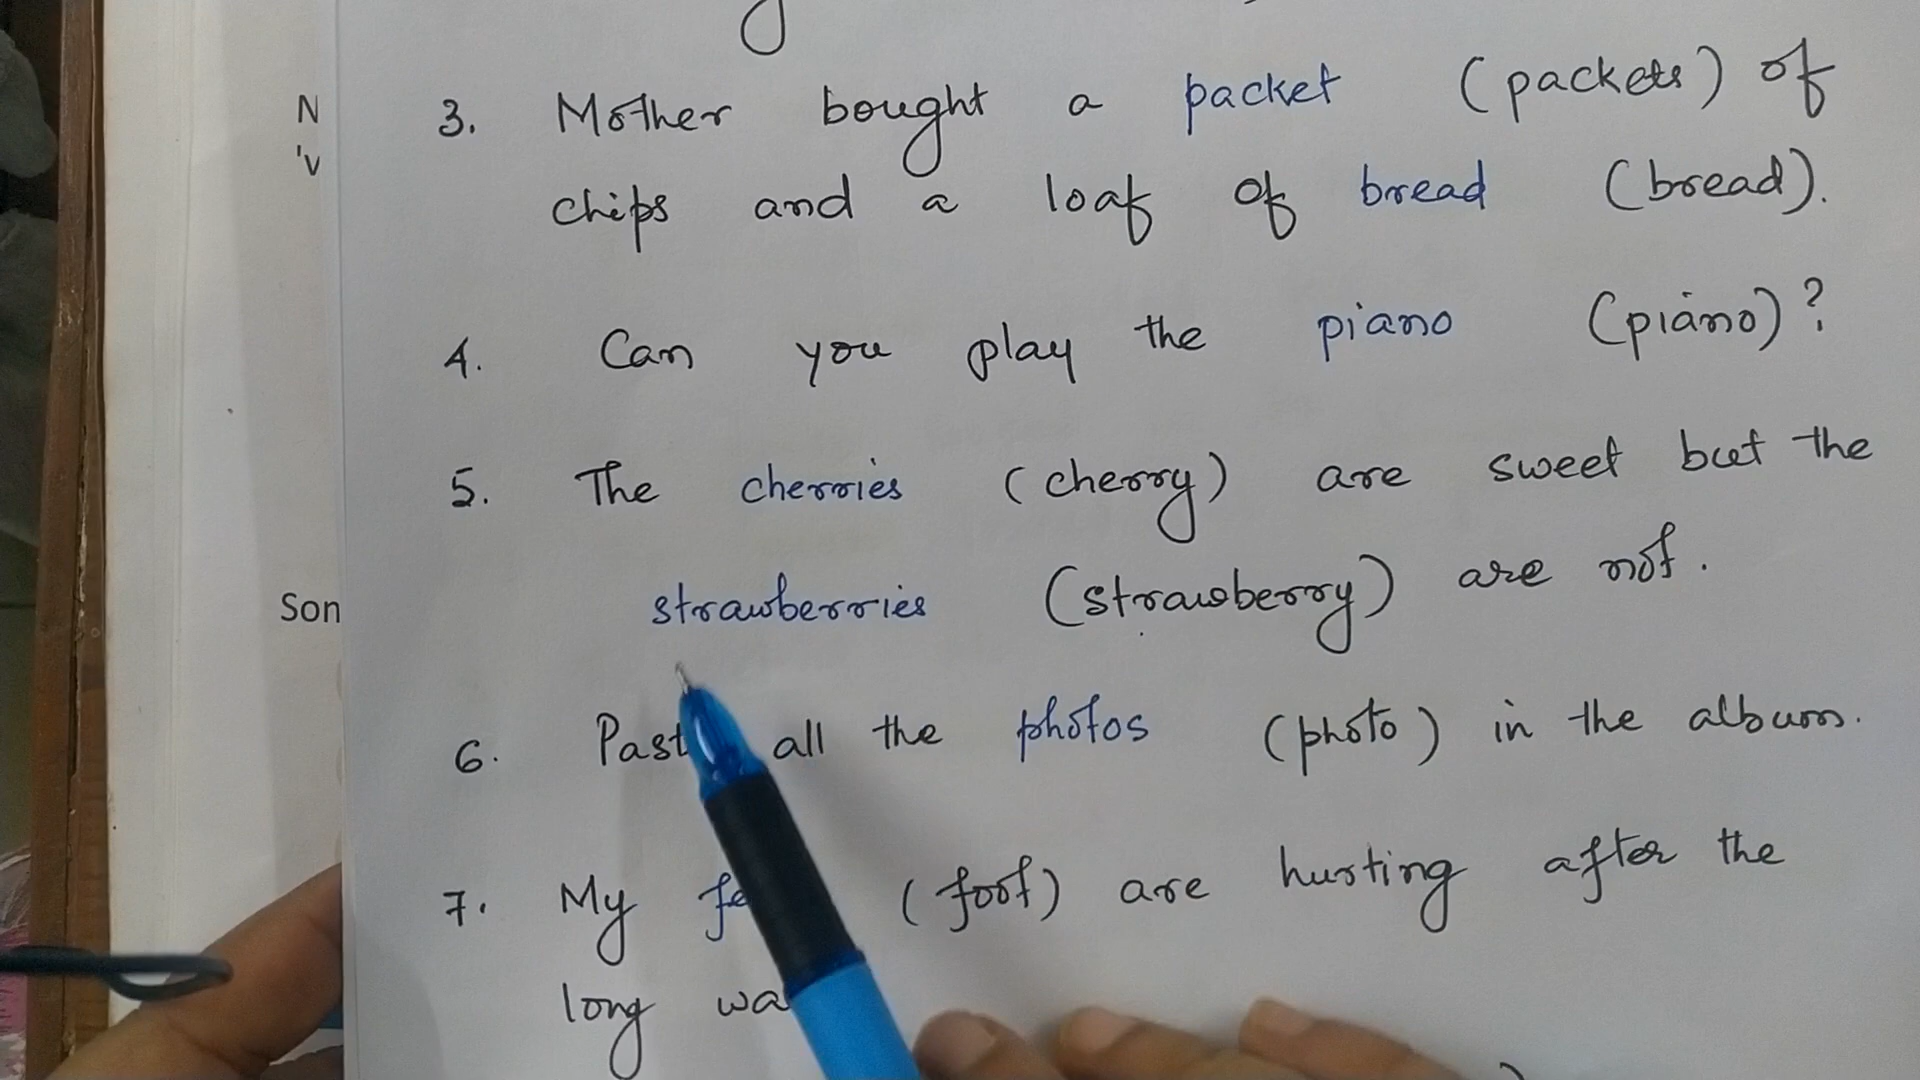 N
'v
3. Mother bought a packet (packets) of
chips and a loaf of bread (bread).
4. Can you play the piano (piano)?
5. The cherries (cherry) are sweet but the
Son
strawberries (strawberry) are not.
6. all the photos (photo) in the album.
7. My (foot) are hurting after the
long